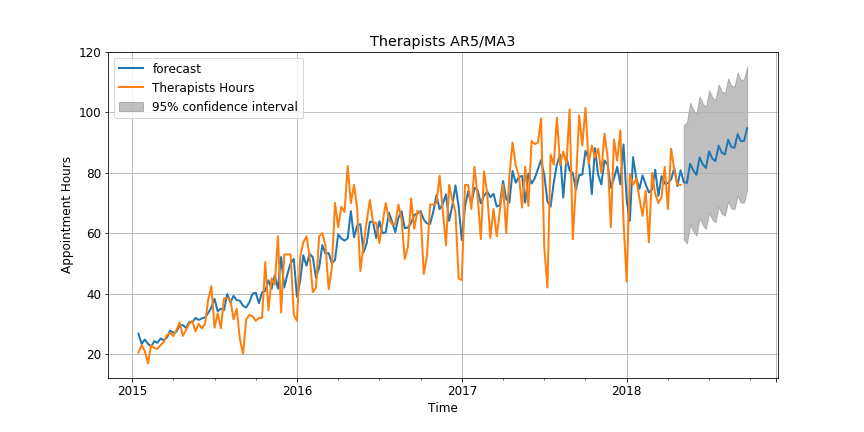 Therapists AR5/MA3
120
100
80
60
40
20
Appointment Hours
forecast
Therapists Hours
95% confidence interval
2015
2016
2017
2018
Time